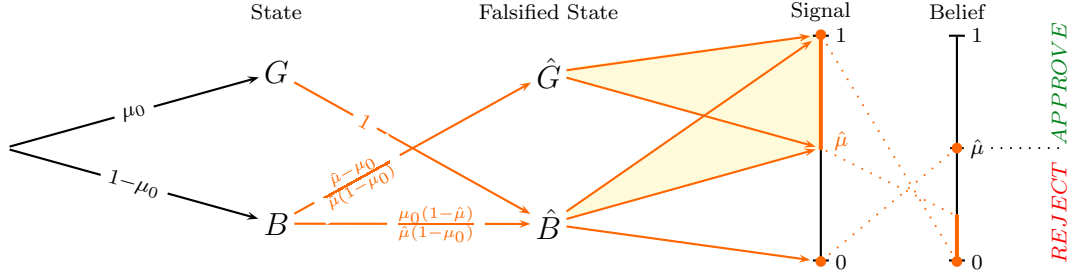 State
Falsified State
Signal
Belief
μ₀
1−μ₀
G
B
1
μ̂−μ₀
μ̂(1−μ₀)
μ₀(1−μ̂)
μ̂(1−μ₀)
Ĝ
B̂
1
μ̂
0
1
μ̂
0
APPROVE
REJECT